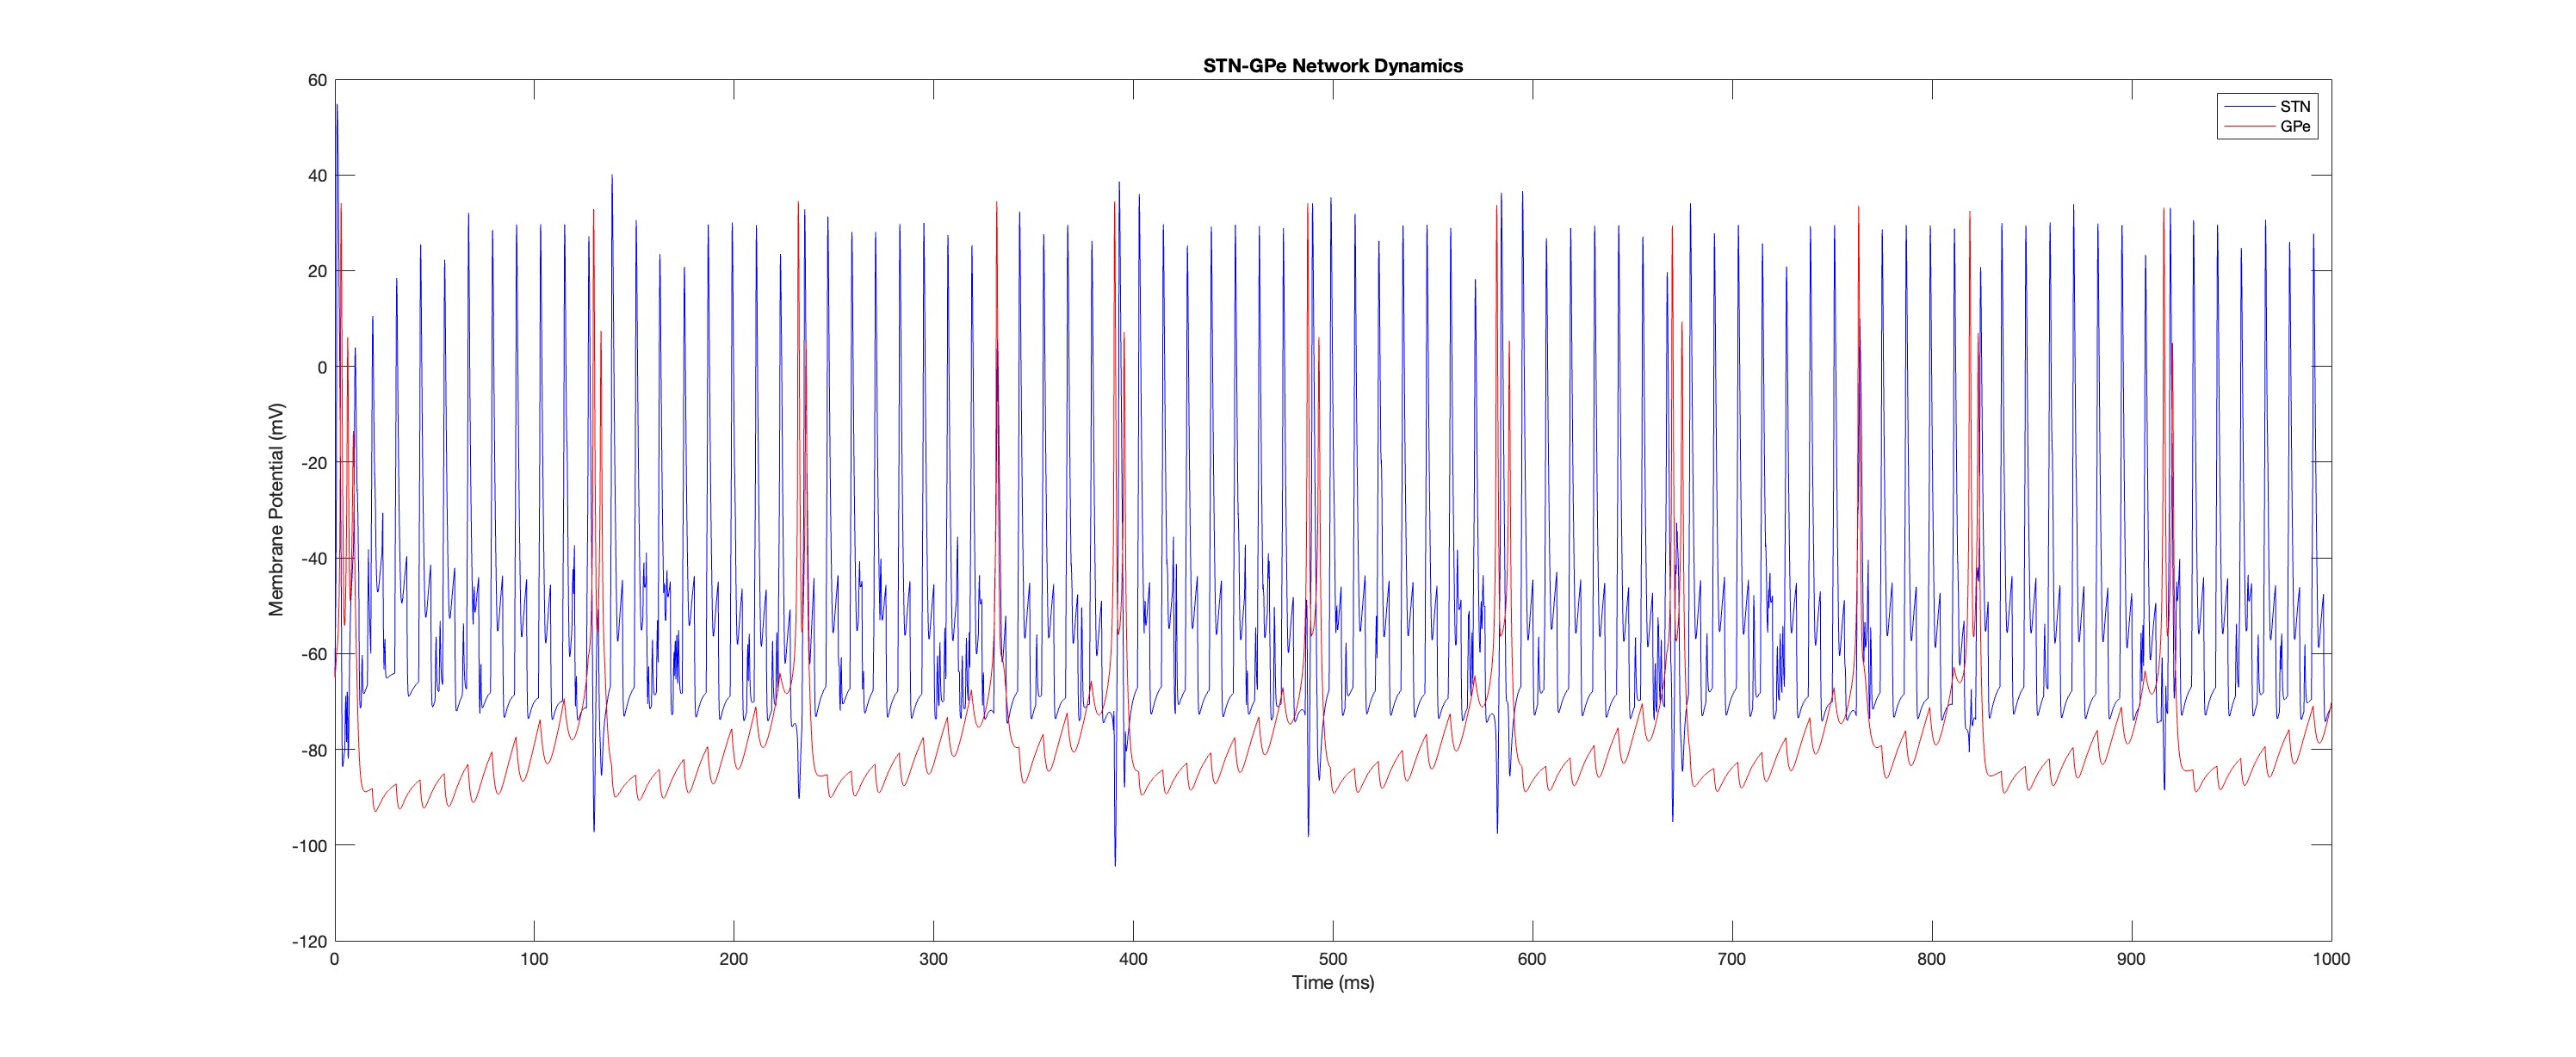 STN-GPe Network Dynamics
STN
GPe
60
40
20
0
-20
-40
-60
-80
-100
-120
Membrane Potential (mV)
0 100 200 300 400 500 600 700 800 900 1000
Time (ms)